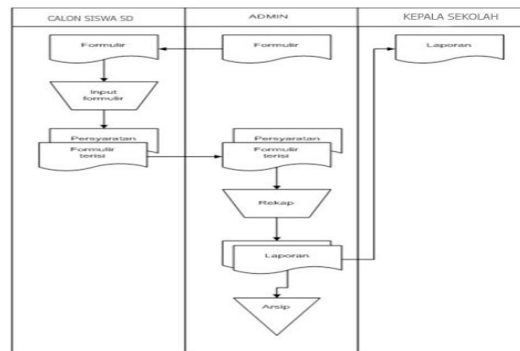 CALON SISWA SD
ADMIN
KEPALA SEKOLAH
Formulir
Formulir
Laporan
Input
formulir
Persyaratan
Formulir
terisi
Persyaratan
Formulir
terisi
Rekap
Laporan
Arsip